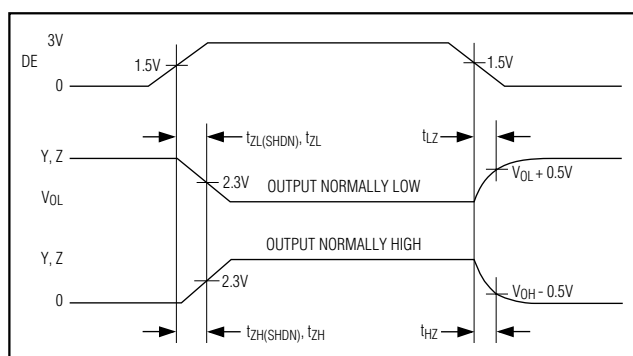 3V
DE
1.5V
1.5V
0
tZL(SHDN), tZL
tLZ
Y, Z
2.3V
OUTPUT NORMALLY LOW
VOL + 0.5V
VOL
Y, Z
OUTPUT NORMALLY HIGH
2.3V
VOH - 0.5V
0
tZH(SHDN), tZH
tHZ